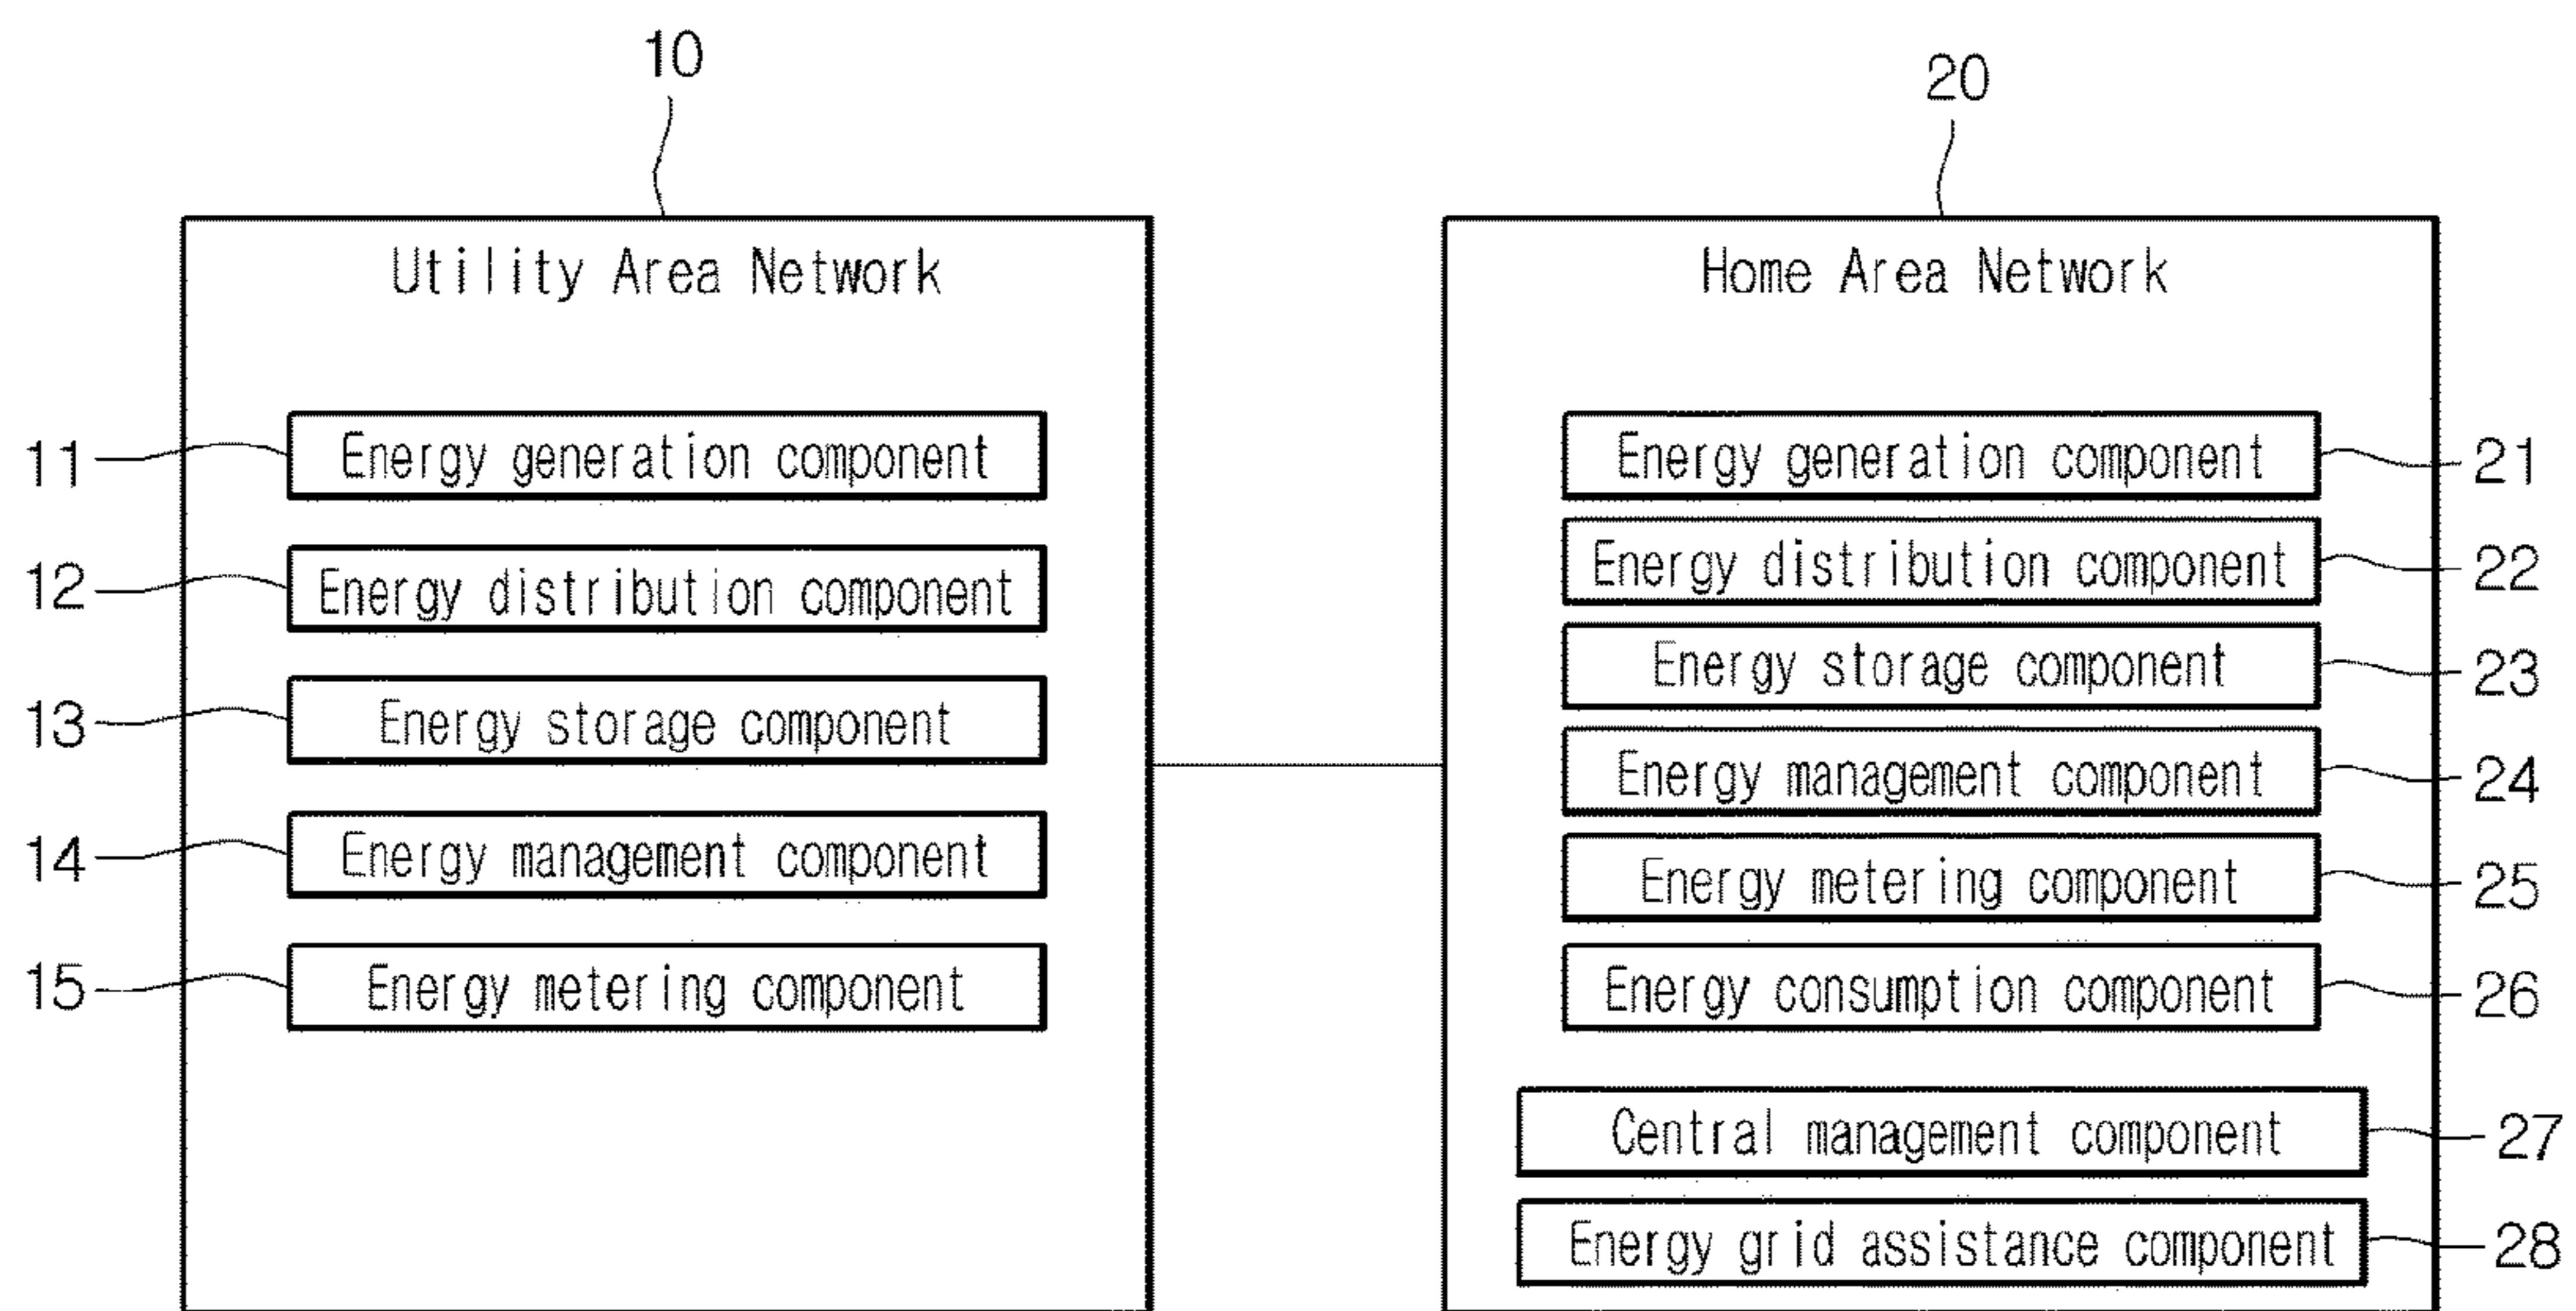 10
20
Utility Area Network
Home Area Network
11
Energy generation component
12
Energy distribution component
13
Energy storage component
14
Energy management component
15
Energy metering component
Energy generation component
21
Energy distribution component
22
Energy storage component
23
Energy management component
24
Energy metering component
25
Energy consumption component
26
Central management component
27
Energy grid assistance component
28